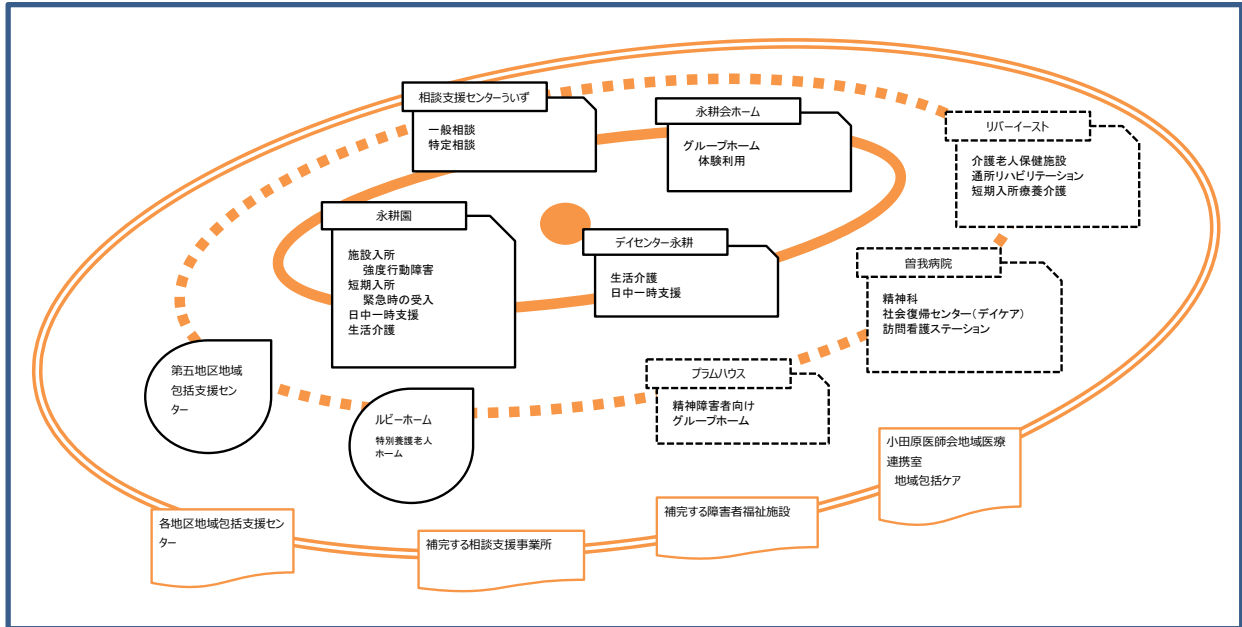 相談支援センターういず
一般相談
特定相談
永耕会ホーム
グループホーム
体験利用
リバーイースト
介護老人保健施設
通所リハビリテーション
短期入所療養介護
永耕園
施設入所
強度行動障害
短期入所
緊急時の受入
日中一時支援
生活介護
デイセンター永耕
生活介護
日中一時支援
曽我病院
精神科
社会復帰センター(デイケア)
訪問看護ステーション
第五地区地域
包括支援セン
ター
ルビーホーム
特別養護老人
ホーム
プラムハウス
精神障害者向け
グループホーム
小田原医師会地域医療
連携室
地域包括ケア
各地区地域包括支援セン
ター
補完する相談支援事業所
補完する障害者福祉施設